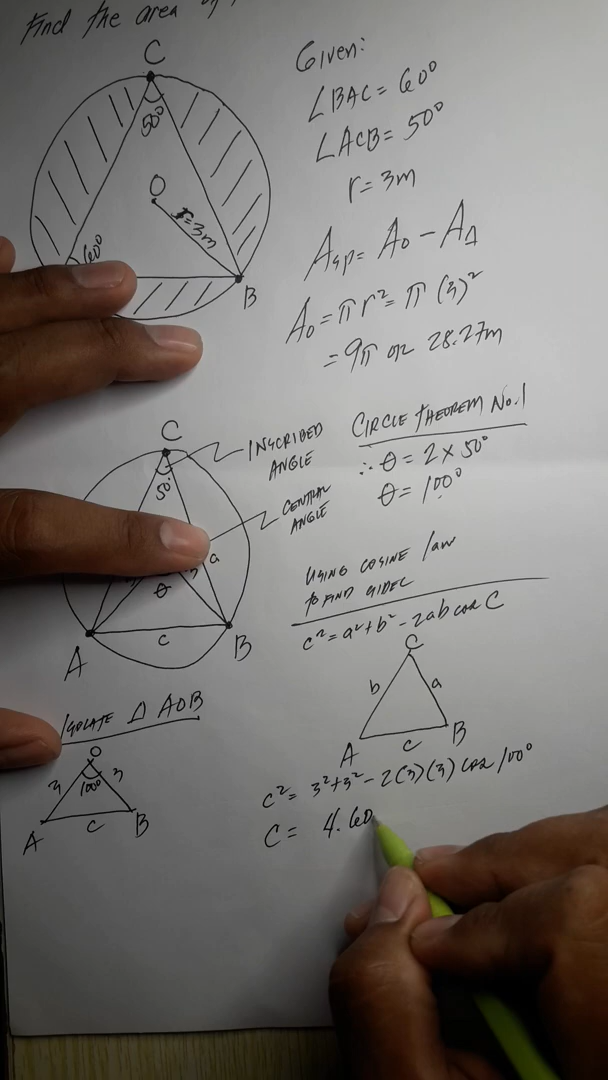 Find the area of
C
50°
O
r=3m
60°
B
Given:
∠BAC = 60°
∠ACB = 50°
r = 3m
Asp = Ao - A△
Ao = πr² = π(3)²
= 9π or 28.27m
C
50°
INSCRIBED
ANGLE
CENTRAL
ANGLE
a
3
θ
c
A
B
CIRCLE THEOREM No.1
∴ θ = 2 x 50°
θ = 100°
USING COSINE law
TO FIND SIDE C
c² = a² + b² - 2ab cos C
C
b
a
A
c
B
ISOLATE △ AOB
O
3
100°
3
A
c
B
c² = 3² + 3² - 2(3)(3) cos 100°
C = 4.60